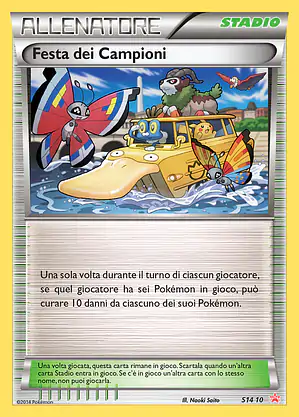 ALLENATORE
STADIO
Festa dei Campioni
Una sola volta durante il turno di ciascun giocatore,
se quel giocatore ha sei Pokémon in gioco, può
curare 10 danni da ciascuno dei suoi Pokémon.
Una volta giocata, questa carta rimane in gioco. Scartala quando un'altra
carta Stadio entra in gioco. Se c'è in gioco un'altra carta con lo stesso
nome, non puoi giocarla.
©2014 Pokémon
Ill. Naoki Saito
S14 10